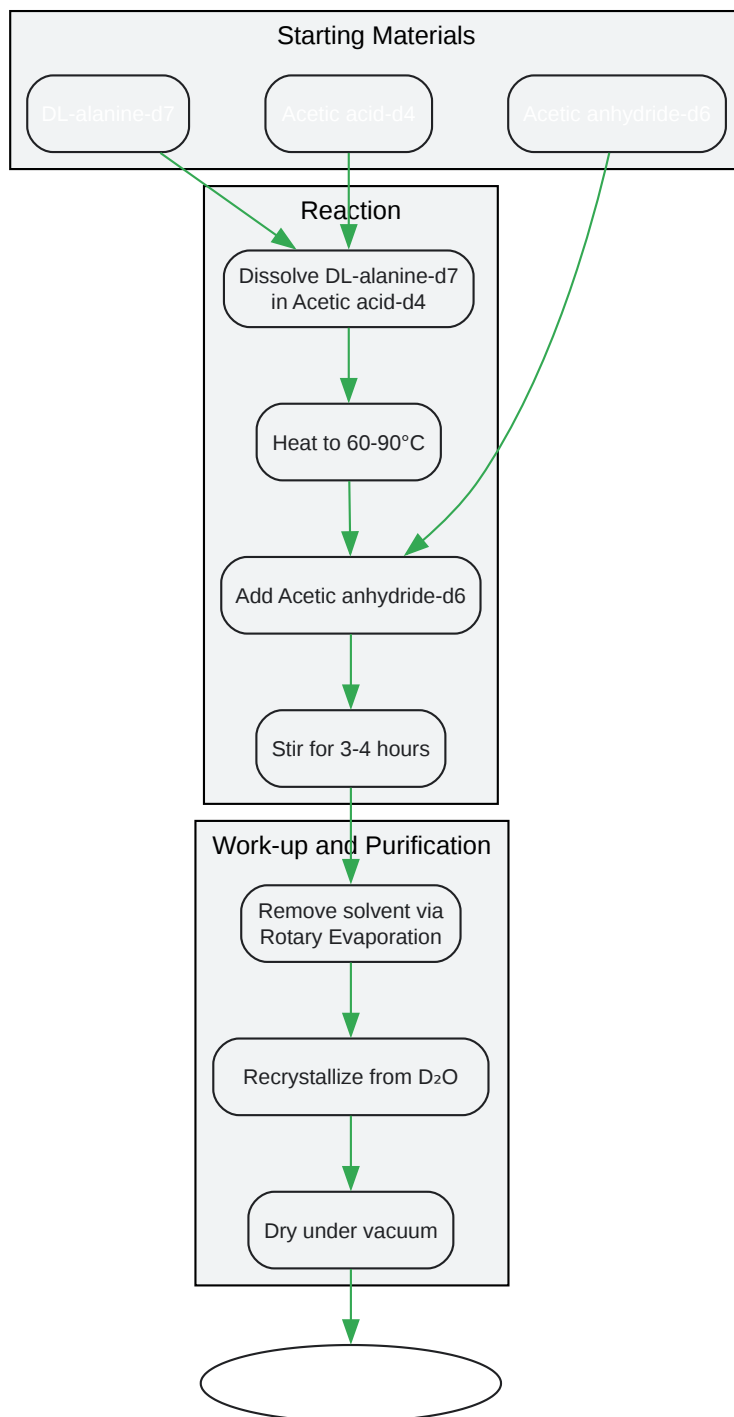 Starting Materials
DL-alanine-d7
Acetic acid-d4
Acetic anhydride-d6
Reaction
Dissolve DL-alanine-d7
in Acetic acid-d4
Heat to 60-90°C
Add Acetic anhydride-d6
Stir for 3-4 hours
Work-up and Purification
Remove solvent via
Rotary Evaporation
Recrystallize from D₂O
Dry under vacuum